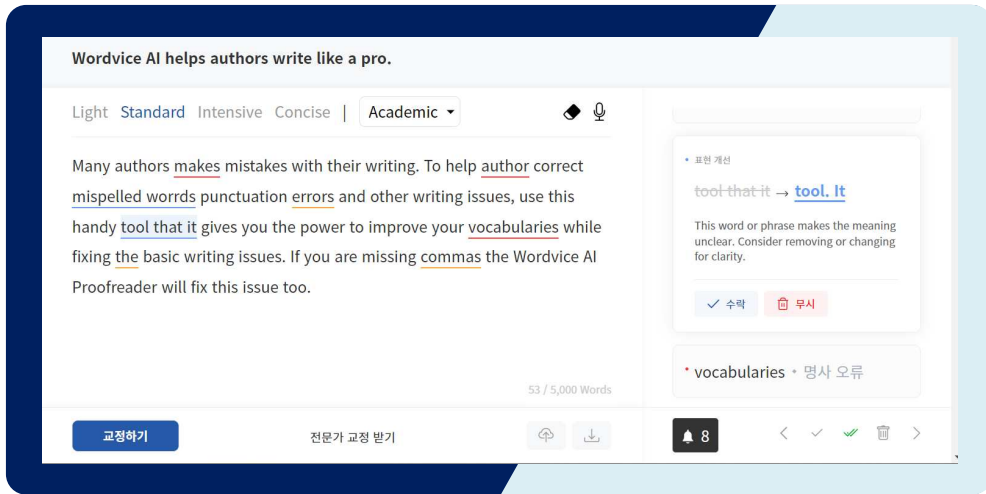 Wordvice AI helps authors write like a pro.
Light Standard Intensive Concise | Academic
Many authors makes mistakes with their writing. To help author correct
mispelled worrds punctuation errors and other writing issues, use this
handy tool that it gives you the power to improve your vocabularies while
fixing the basic writing issues. If you are missing commas the Wordvice AI
Proofreader will fix this issue too.
53 / 5,000 Words
교정하기
전문가 교정 받기
• 표현 개선
tool that it → tool. It
This word or phrase makes the meaning
unclear. Consider removing or changing
for clarity.
수락 무시
• vocabularies • 명사 오류
8